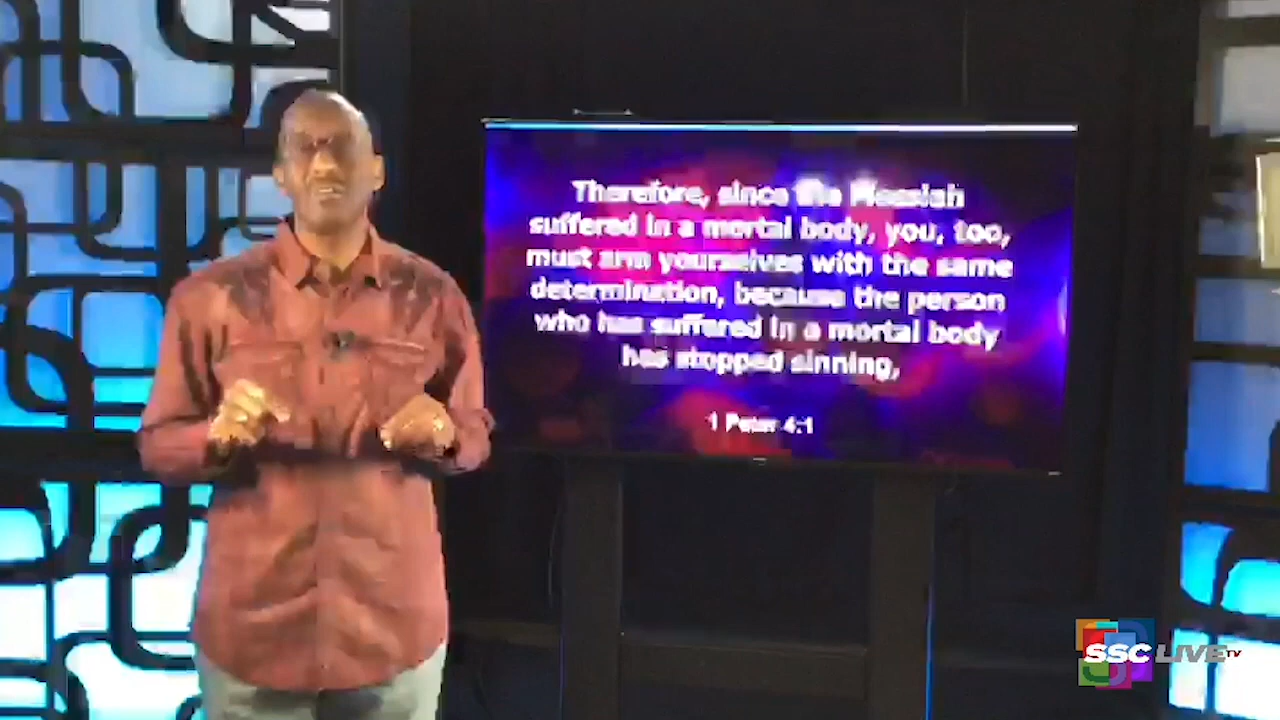 Therefore, since the Messiah
suffered in a mortal body, you, too,
must arm yourselves with the same
determination, because the person
who has suffered in a mortal body
has stopped sinning,
1 Peter 4:1
SSC LIVE TV